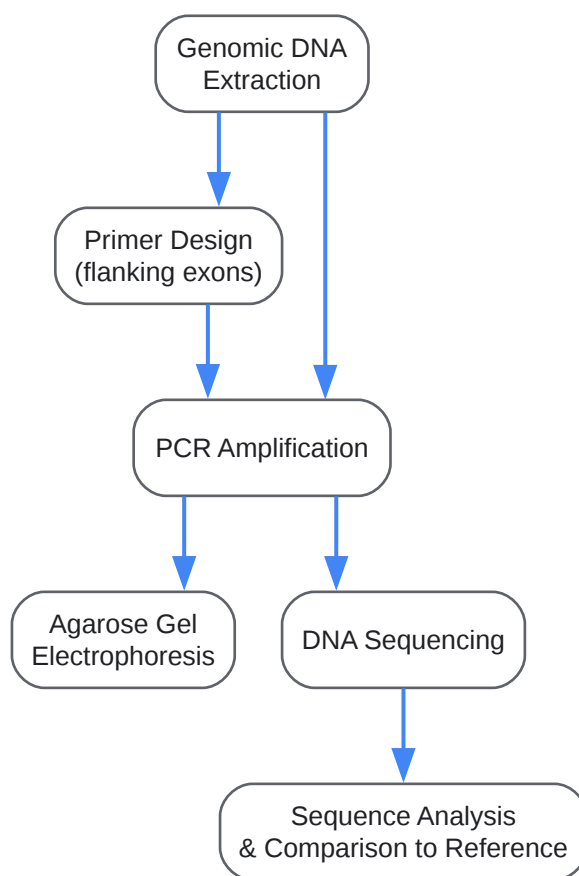 Genomic DNA
Extraction
Primer Design
(flanking exons)
PCR Amplification
Agarose Gel
Electrophoresis
DNA Sequencing
Sequence Analysis
& Comparison to Reference